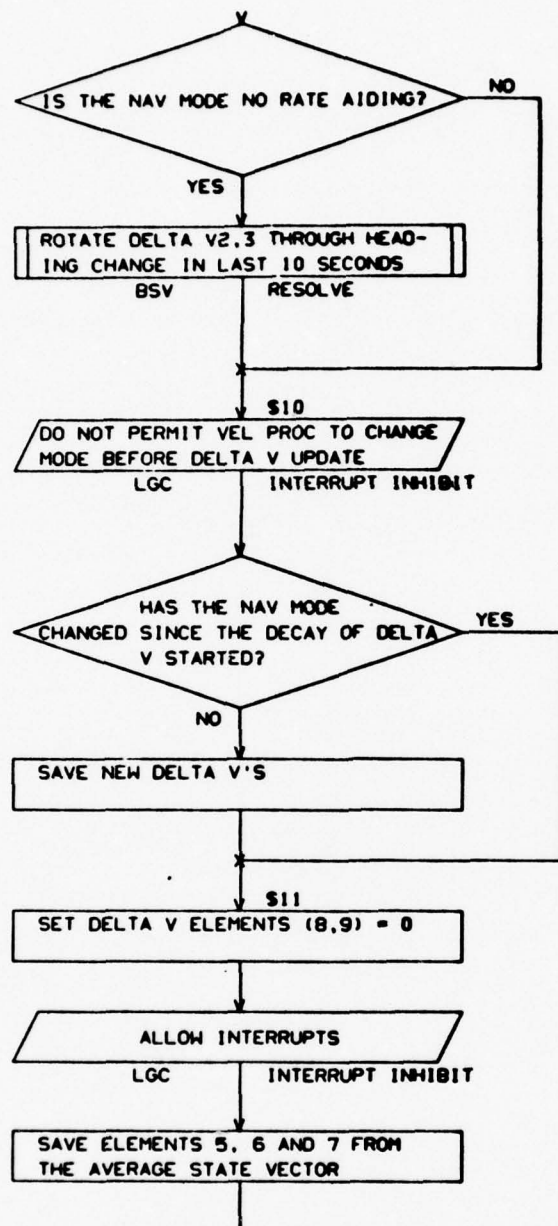 IS THE NAV MODE NO RATE AIDING?
NO
YES
ROTATE DELTA V2.3 THROUGH HEAD-
ING CHANGE IN LAST 10 SECONDS
BSV RESOLVE
$10
DO NOT PERMIT VEL PROC TO CHANGE
MODE BEFORE DELTA V UPDATE
LGC INTERRUPT INHIBIT
HAS THE NAV MODE
YES
CHANGED SINCE THE DECAY OF DELTA
V STARTED?
NO
SAVE NEW DELTA V'S
$11
SET DELTA V ELEMENTS (8,9) = 0
ALLOW INTERRUPTS
LGC INTERRUPT INHIBIT
SAVE ELEMENTS 5, 6 AND 7 FROM
THE AVERAGE STATE VECTOR